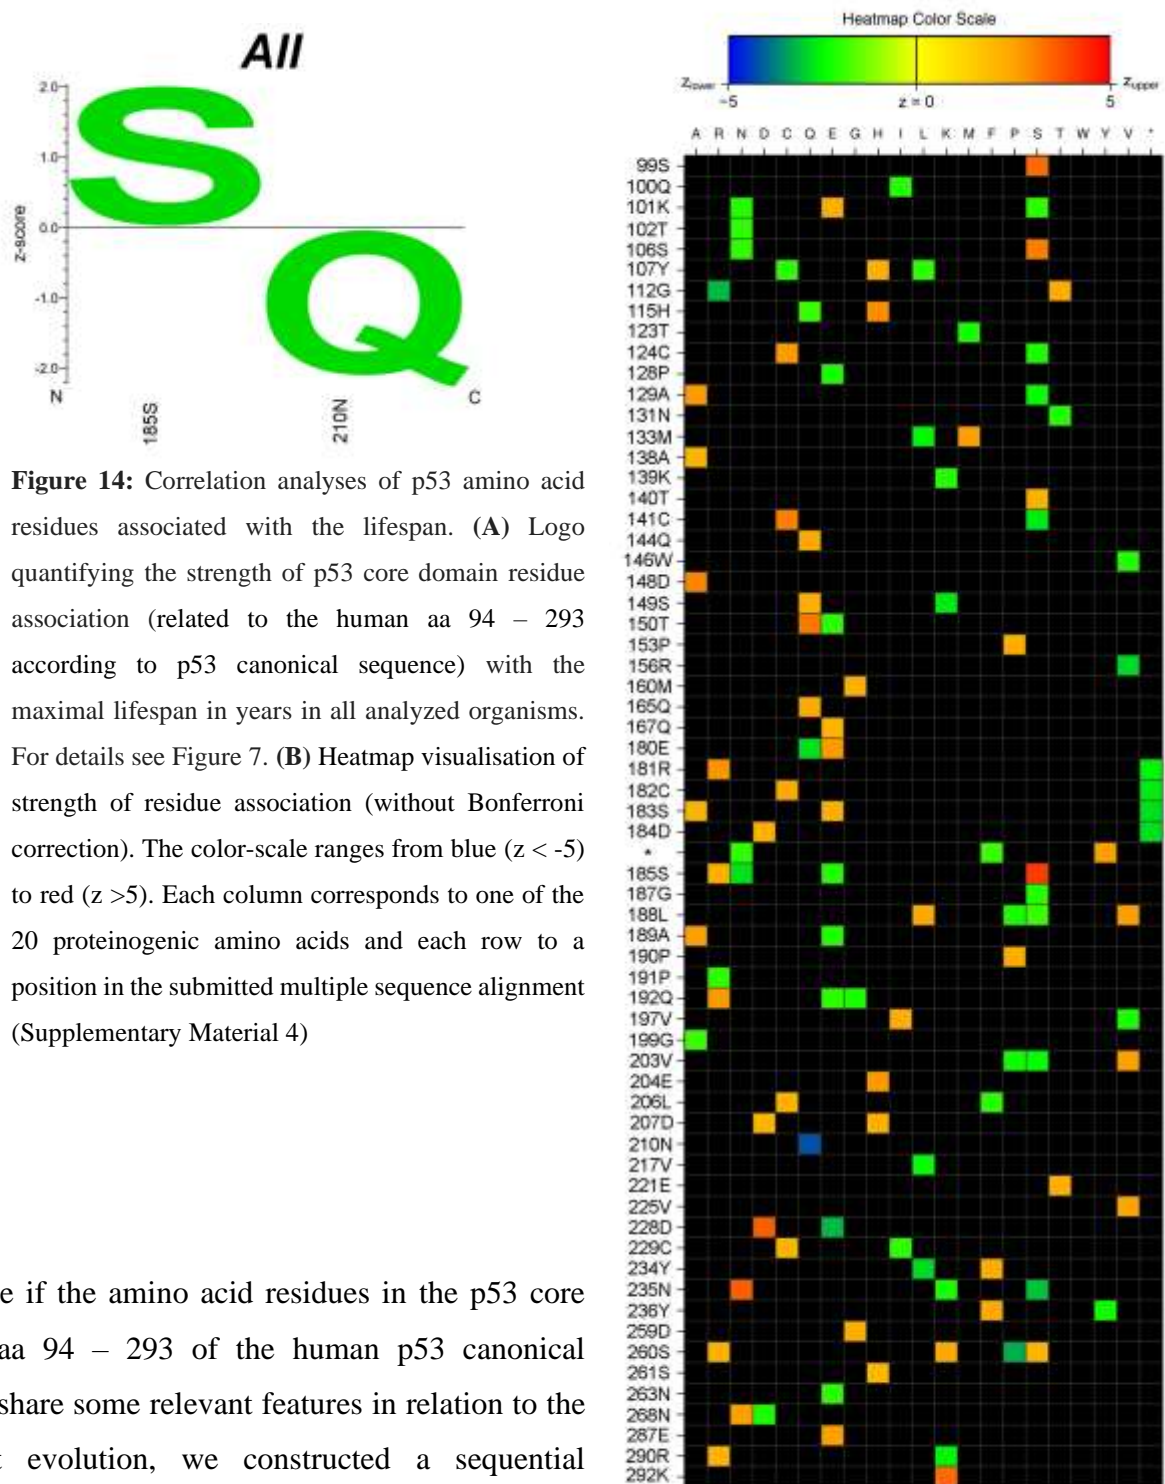 All
S
Q
2.0
1.0
0.0
-1.0
-2.0
z-score
N
C
185S
210N
Figure 14: Correlation analyses of p53 amino acid
residues associated with the lifespan. (A) Logo
quantifying the strength of p53 core domain residue
association (related to the human aa 94 – 293
according to p53 canonical sequence) with the
maximal lifespan in years in all analyzed organisms.
For details see Figure 7. (B) Heatmap visualisation of
strength of residue association (without Bonferroni
correction). The color-scale ranges from blue (z < -5)
to red (z >5). Each column corresponds to one of the
20 proteinogenic amino acids and each row to a
position in the submitted multiple sequence alignment
(Supplementary Material 4)
e if the amino acid residues in the p53 core
aa 94 – 293 of the human p53 canonical
share some relevant features in relation to the
t evolution, we constructed a sequential
Heatmap Color Scale
Zlower Zupper
-5 z = 0 5
A R N D C Q E G H I L K M F P S T W Y V *
99S
100Q
101K
102T
106S
107Y
112G
115H
123T
124C
128P
129A
131N
133M
138A
139K
140T
141C
144Q
146W
148D
149S
150T
153P
156R
160M
165Q
167Q
180E
181R
182C
183S
184D
*
185S
187G
188L
189A
190P
191P
192Q
197V
199G
203V
204E
206L
207D
210N
217V
221E
225V
228D
229C
234Y
235N
236Y
259D
260S
261S
263N
268N
287E
290R
292K